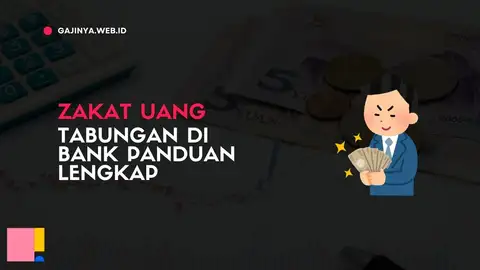 GAJINYA.WEB.ID
ZAKAT UANG
TABUNGAN DI
BANK PANDUAN
LENGKAP